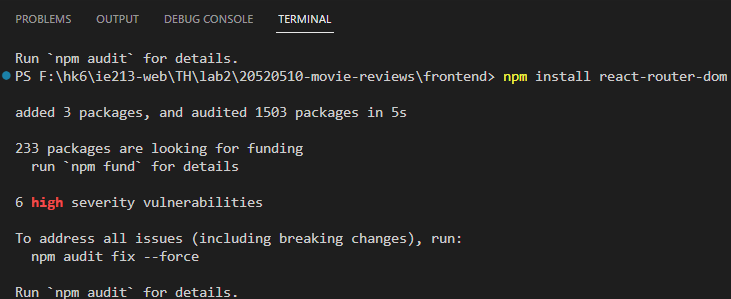 PROBLEMS OUTPUT DEBUG CONSOLE TERMINAL
Run `npm audit` for details.
PS F:\hk6\ie213-web\TH\lab2\20520510-movie-reviews\frontend> npm install react-router-dom
added 3 packages, and audited 1503 packages in 5s
233 packages are looking for funding
run `npm fund` for details
6 high severity vulnerabilities
To address all issues (including breaking changes), run:
npm audit fix --force
Run `npm audit` for details.